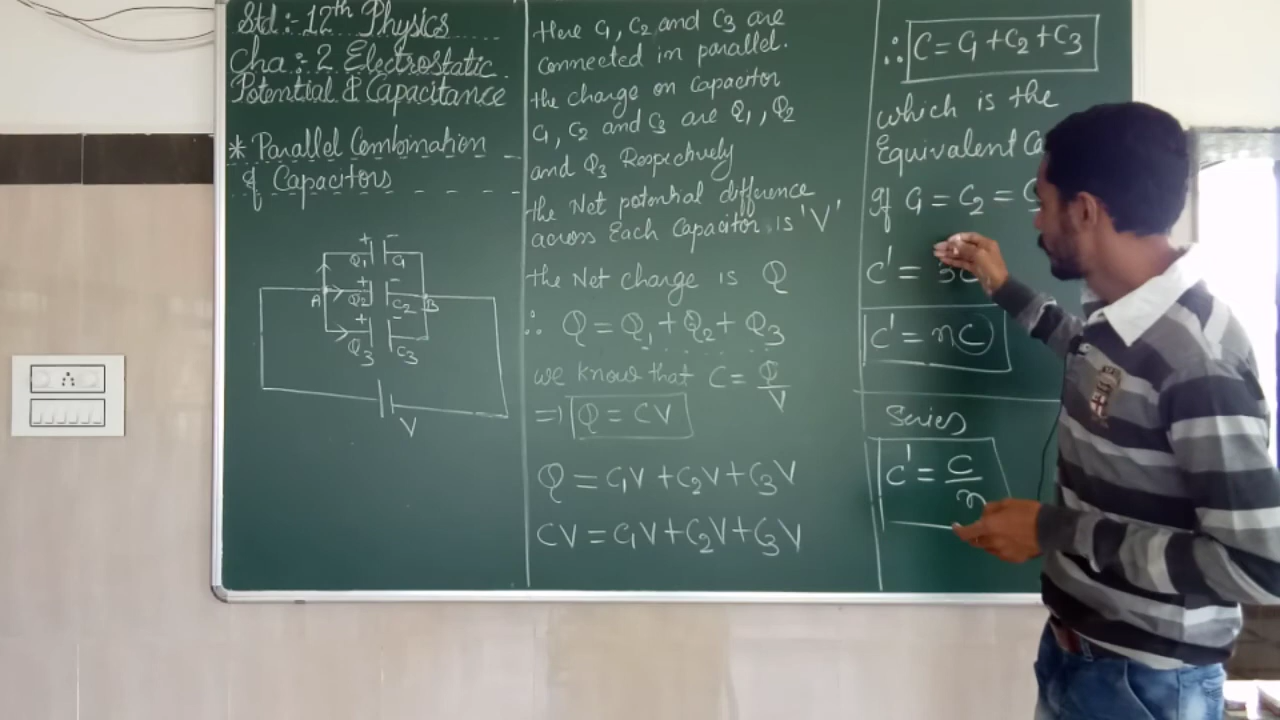 Std:- 12th Physics
Cha:- 2 Electrostatic
Potential & Capacitance
* Parallel Combination
of Capacitors
+ -
Q1 C1
+ -
A Q2 C2 B
+ -
Q3 C3
V
Here C1, C2 and C3 are
connected in parallel.
the charge on capacitor
C1, C2 and C3 are Q1, Q2
and Q3 Respectively
the Net potential difference
across Each Capacitor is 'V'
the Net charge is Q
∴ Q = Q1 + Q2 + Q3
we know that C = Q/V
⇒ Q = CV
Q = C1V + C2V + C3V
CV = C1V + C2V + C3V
∴ C = C1 + C2 + C3
which is the
Equivalent
If C1 = C2 =
C' = 3C
C' = nC
Series
C' = C/n